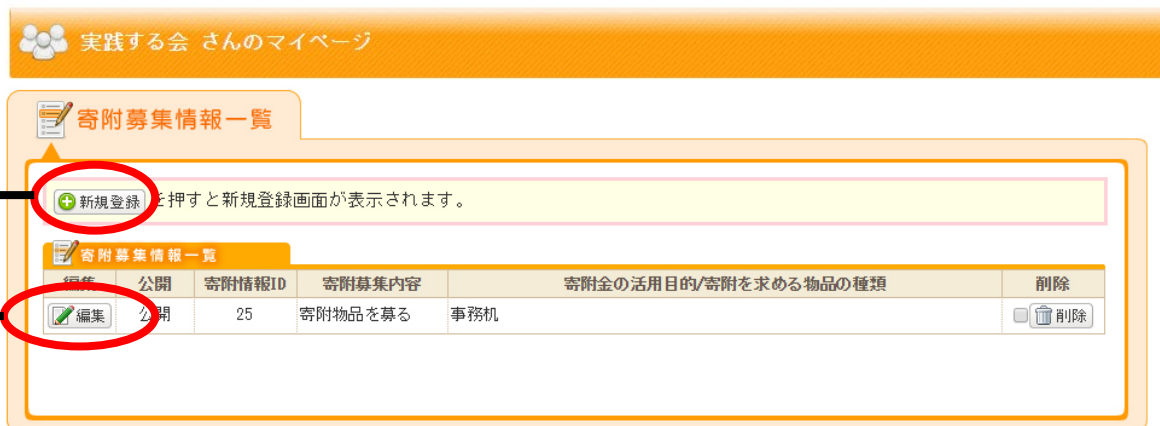 実践する会 さんのマイページ
寄附募集情報一覧
新規登録 を押すと新規登録画面が表示されます。
寄附募集情報一覧
編集 公開 寄附情報ID 寄附募集内容 寄附金の活用目的/寄附を求める物品の種類 削除
編集 公開 25 寄附物品を募る 事務机 削除